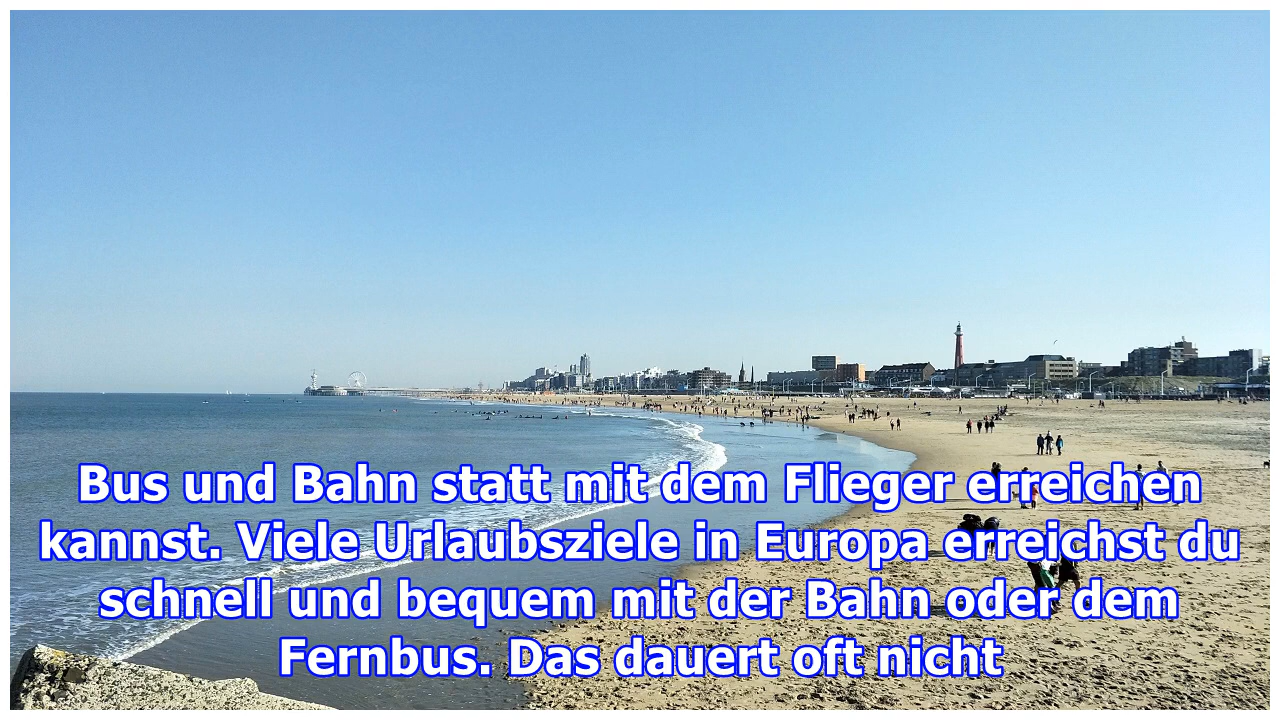 Bus und Bahn statt mit dem Flieger erreichen
kannst. Viele Urlaubsziele in Europa erreichst du
schnell und bequem mit der Bahn oder dem
Fernbus. Das dauert oft nicht